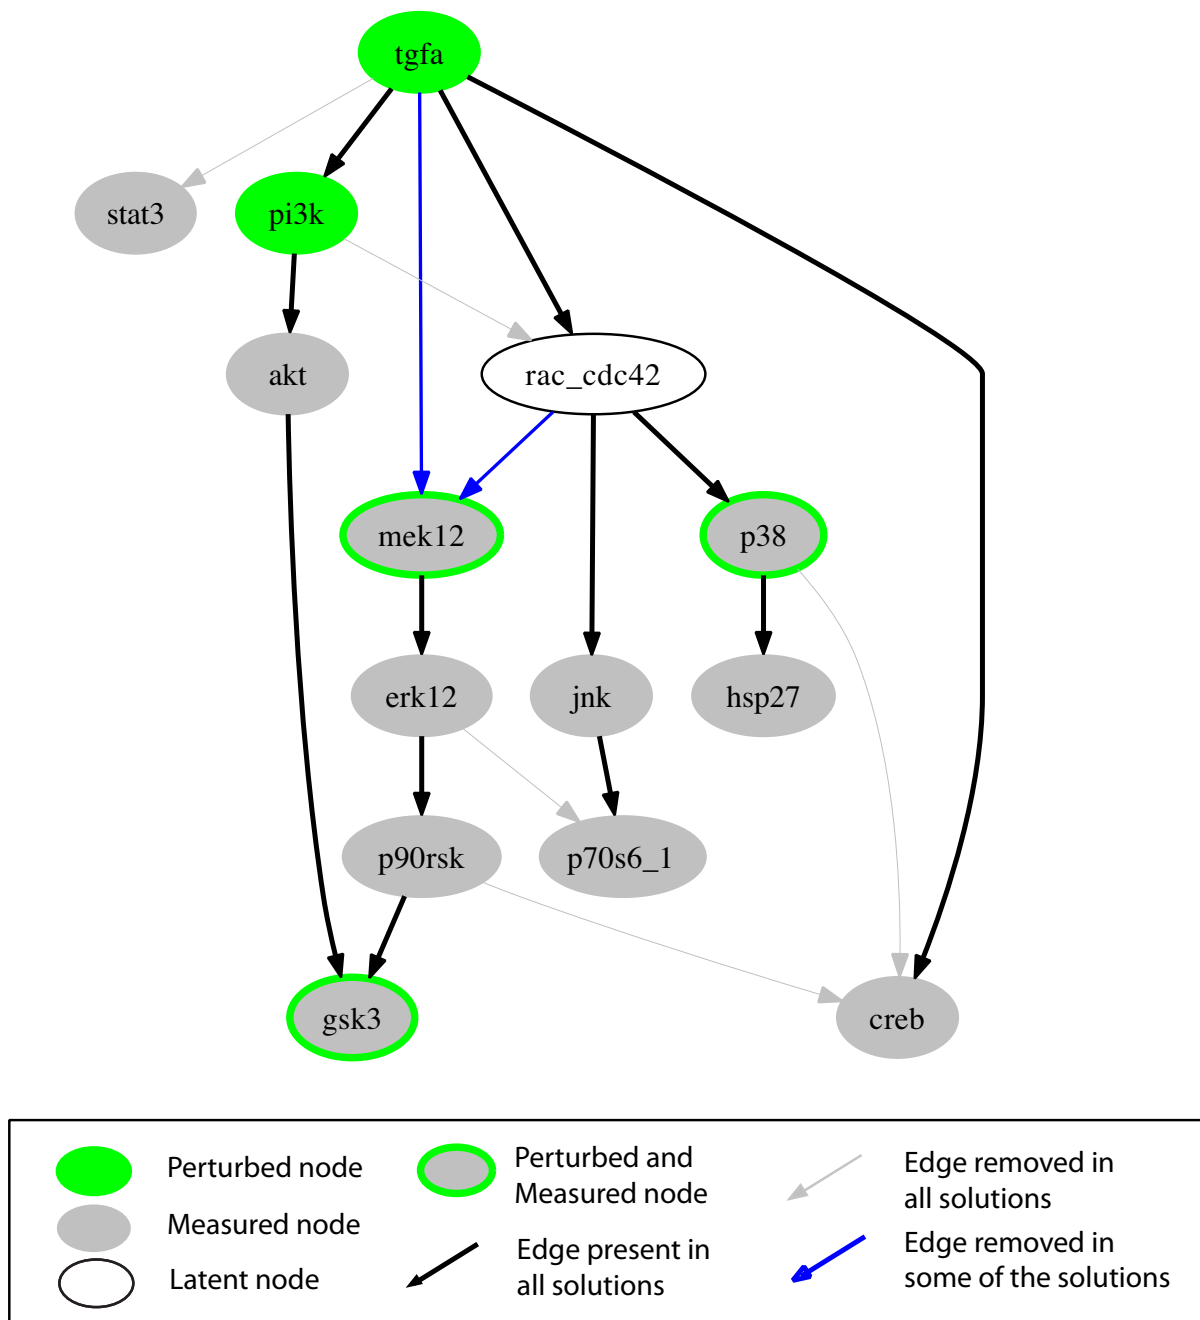 tgfa
stat3
pi3k
akt
rac_cdc42
mek12
p38
erk12
jnk
hsp27
p90rsk
p70s6_1
gsk3
creb
Perturbed node
Measured node
Latent node
Perturbed and
Measured node
Edge present in
all solutions
Edge removed in
all solutions
Edge removed in
some of the solutions